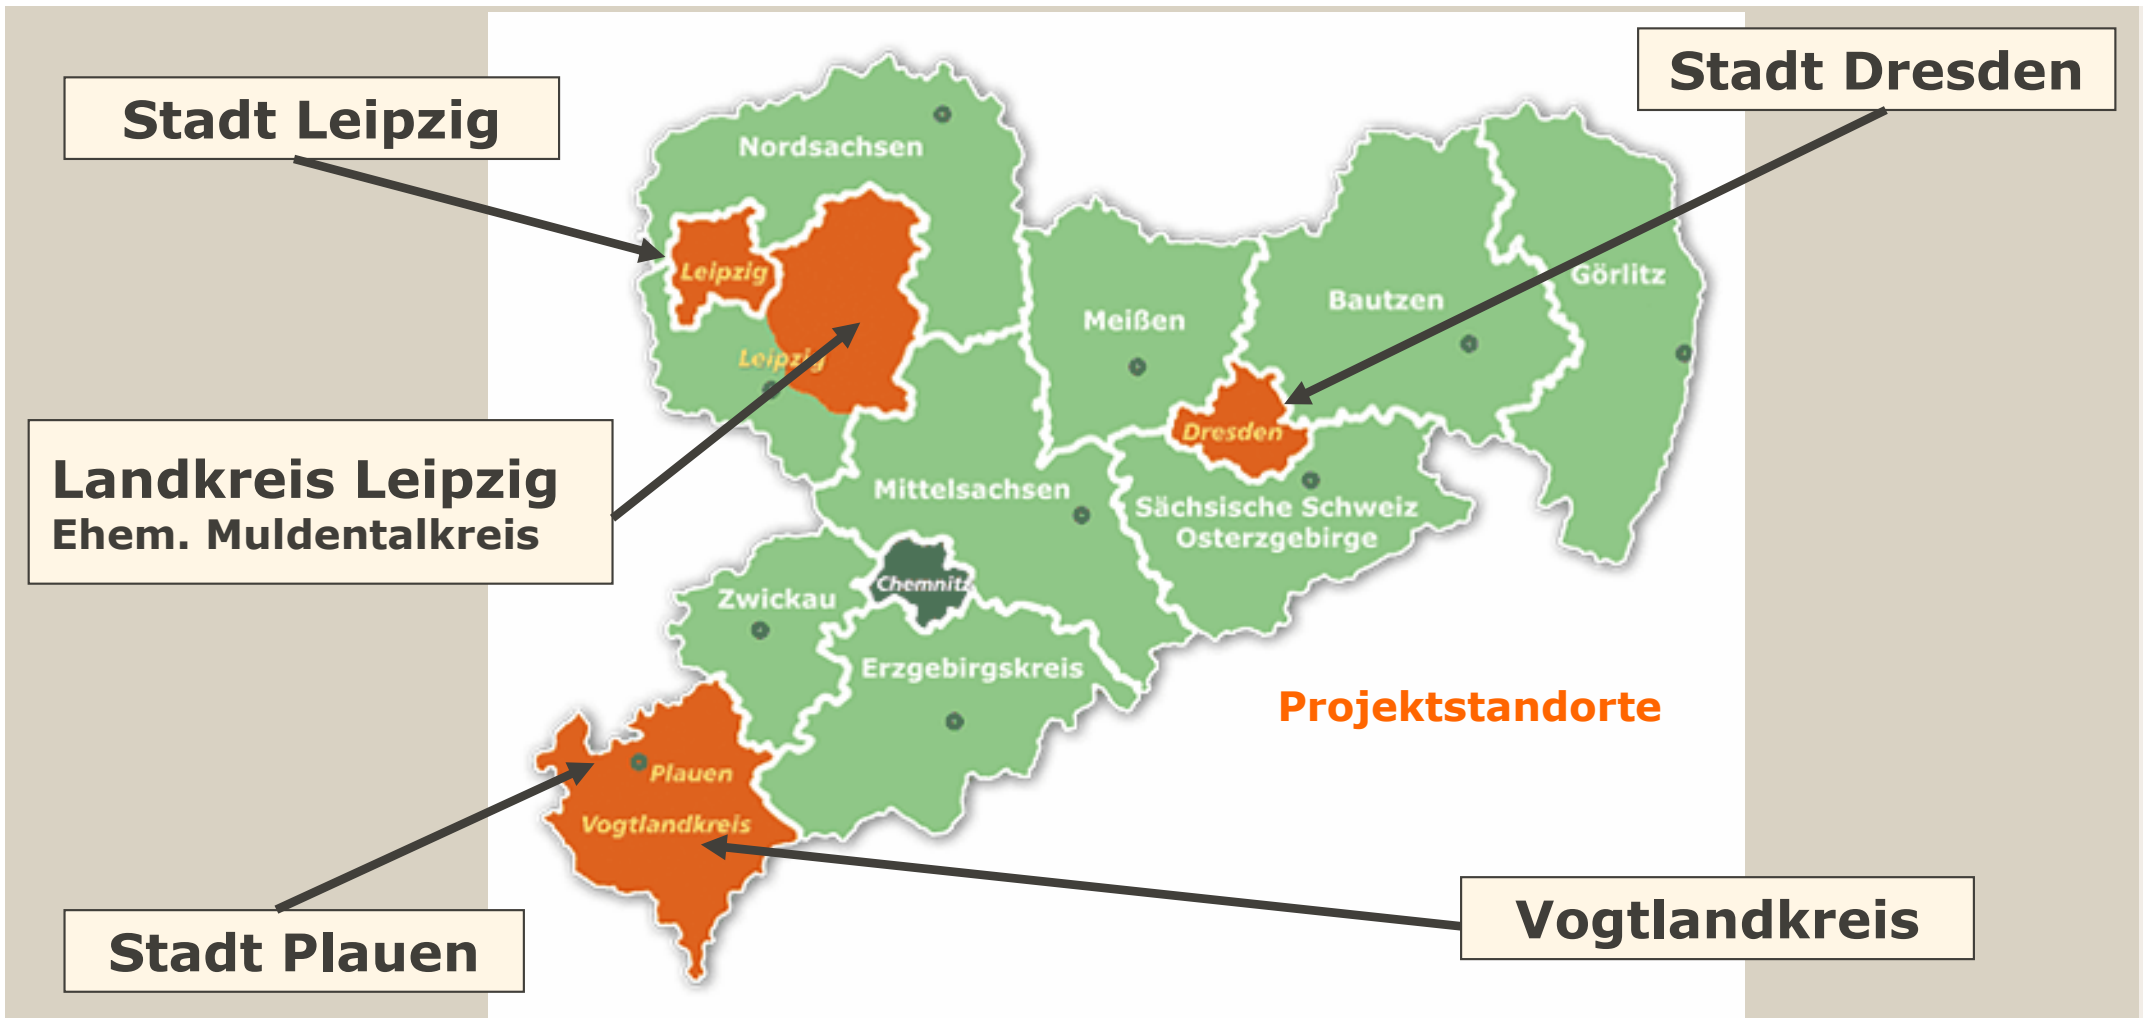 Stadt Dresden
Stadt Leipzig
Nordsachsen
Leipzig
Görlitz
Bautzen
Meißen
Leipzig
Dresden
Landkreis Leipzig
Ehem. Muldentalkreis
Mittelsachsen
Sächsische Schweiz
Osterzgebirge
Chemnitz
Zwickau
Erzgebirgskreis
Projektstandorte
Plauen
Vogtlandkreis
Vogtlandkreis
Stadt Plauen